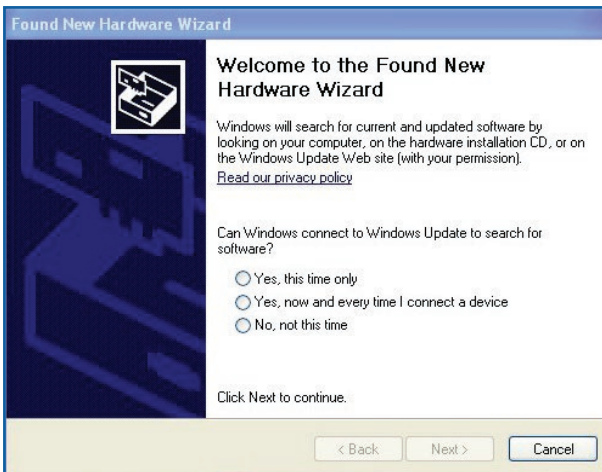 Found New Hardware Wizard
Welcome to the Found New
Hardware Wizard
Windows will search for current and updated software by
looking on your computer, on the hardware installation CD, or on
the Windows Update Web site (with your permission).
Read our privacy policy
Can Windows connect to Windows Update to search for
software?
Yes, this time only
Yes, now and every time I connect a device
No, not this time
Click Next to continue.
< Back
Next >
Cancel